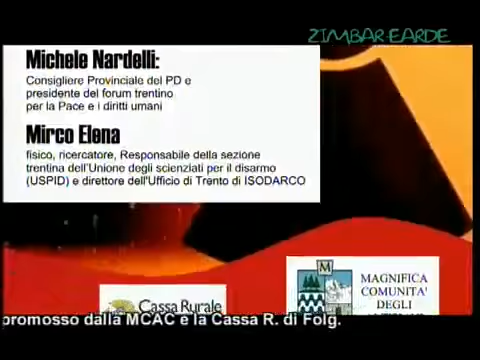 ZIMBAR EARDE
Michele Nardelli:
Consigliere Provinciale del PD e
presidente del forum trentino
per la Pace e i diritti umani
Mirco Elena
fisico, ricercatore, Responsabile della sezione
trentina dell'Unione degli scienziati per il disarmo
(USPID) e direttore dell'Ufficio di Trento di ISODARCO
M
MAGNIFICA
COMUNITA'
DEGLI
Cassa Rurale
promosso dalla MCAC e la Cassa R. di Folg.